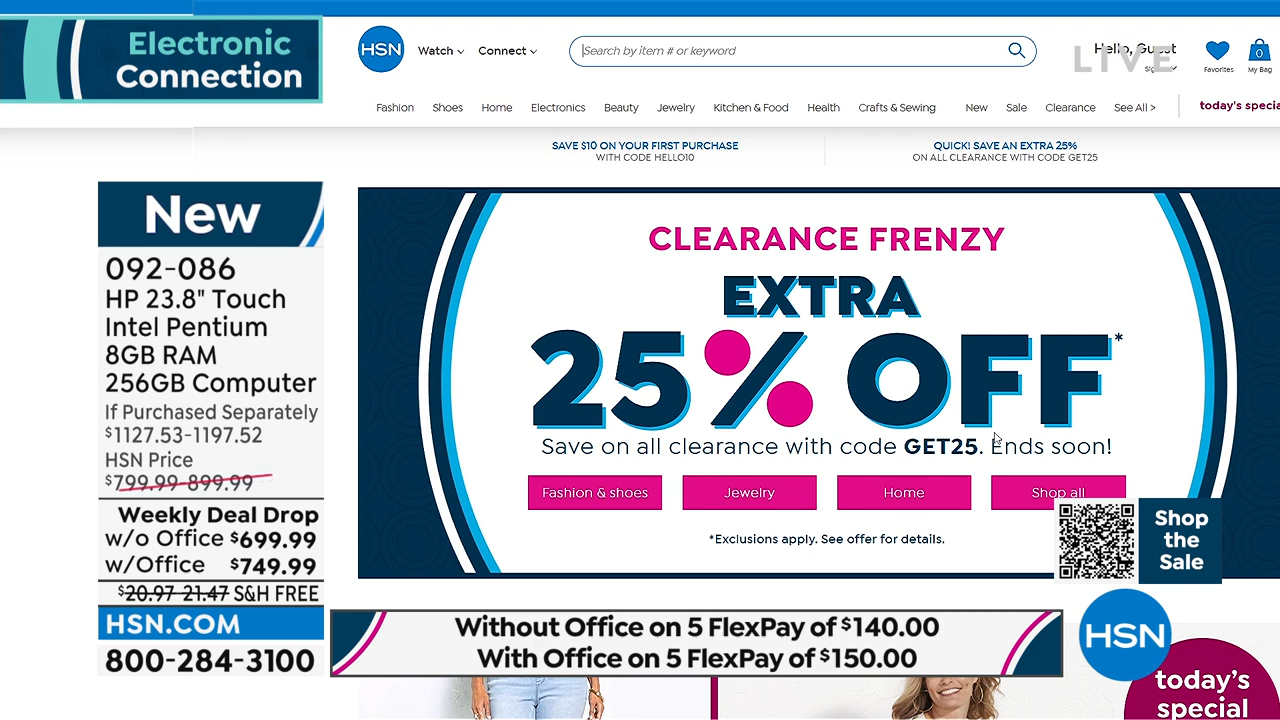 Electronic
Connection
HSN
Watch
Connect
Search by item # or keyword
Hello, Guest
LIVE
Favorites
0
My Bag
Fashion
Shoes
Home
Electronics
Beauty
Jewelry
Kitchen & Food
Health
Crafts & Sewing
New
Sale
Clearance
See All >
today's specia
SAVE $10 ON YOUR FIRST PURCHASE
WITH CODE HELLO10
QUICK! SAVE AN EXTRA 25%
ON ALL CLEARANCE WITH CODE GET25
New
092-086
HP 23.8" Touch
Intel Pentium
8GB RAM
256GB Computer
If Purchased Separately
$1127.53-1197.52
HSN Price
$799.99-899.99
Weekly Deal Drop
w/o Office $699.99
w/Office $749.99
$20.97-21.47 S&H FREE
HSN.COM
800-284-3100
CLEARANCE FRENZY
EXTRA
25% OFF*
Save on all clearance with code GET25. Ends soon!
Fashion & shoes
Jewelry
Home
Shop all
*Exclusions apply. See offer for details.
Shop
the
Sale
Without Office on 5 FlexPay of $140.00
With Office on 5 FlexPay of $150.00
HSN
today's
special